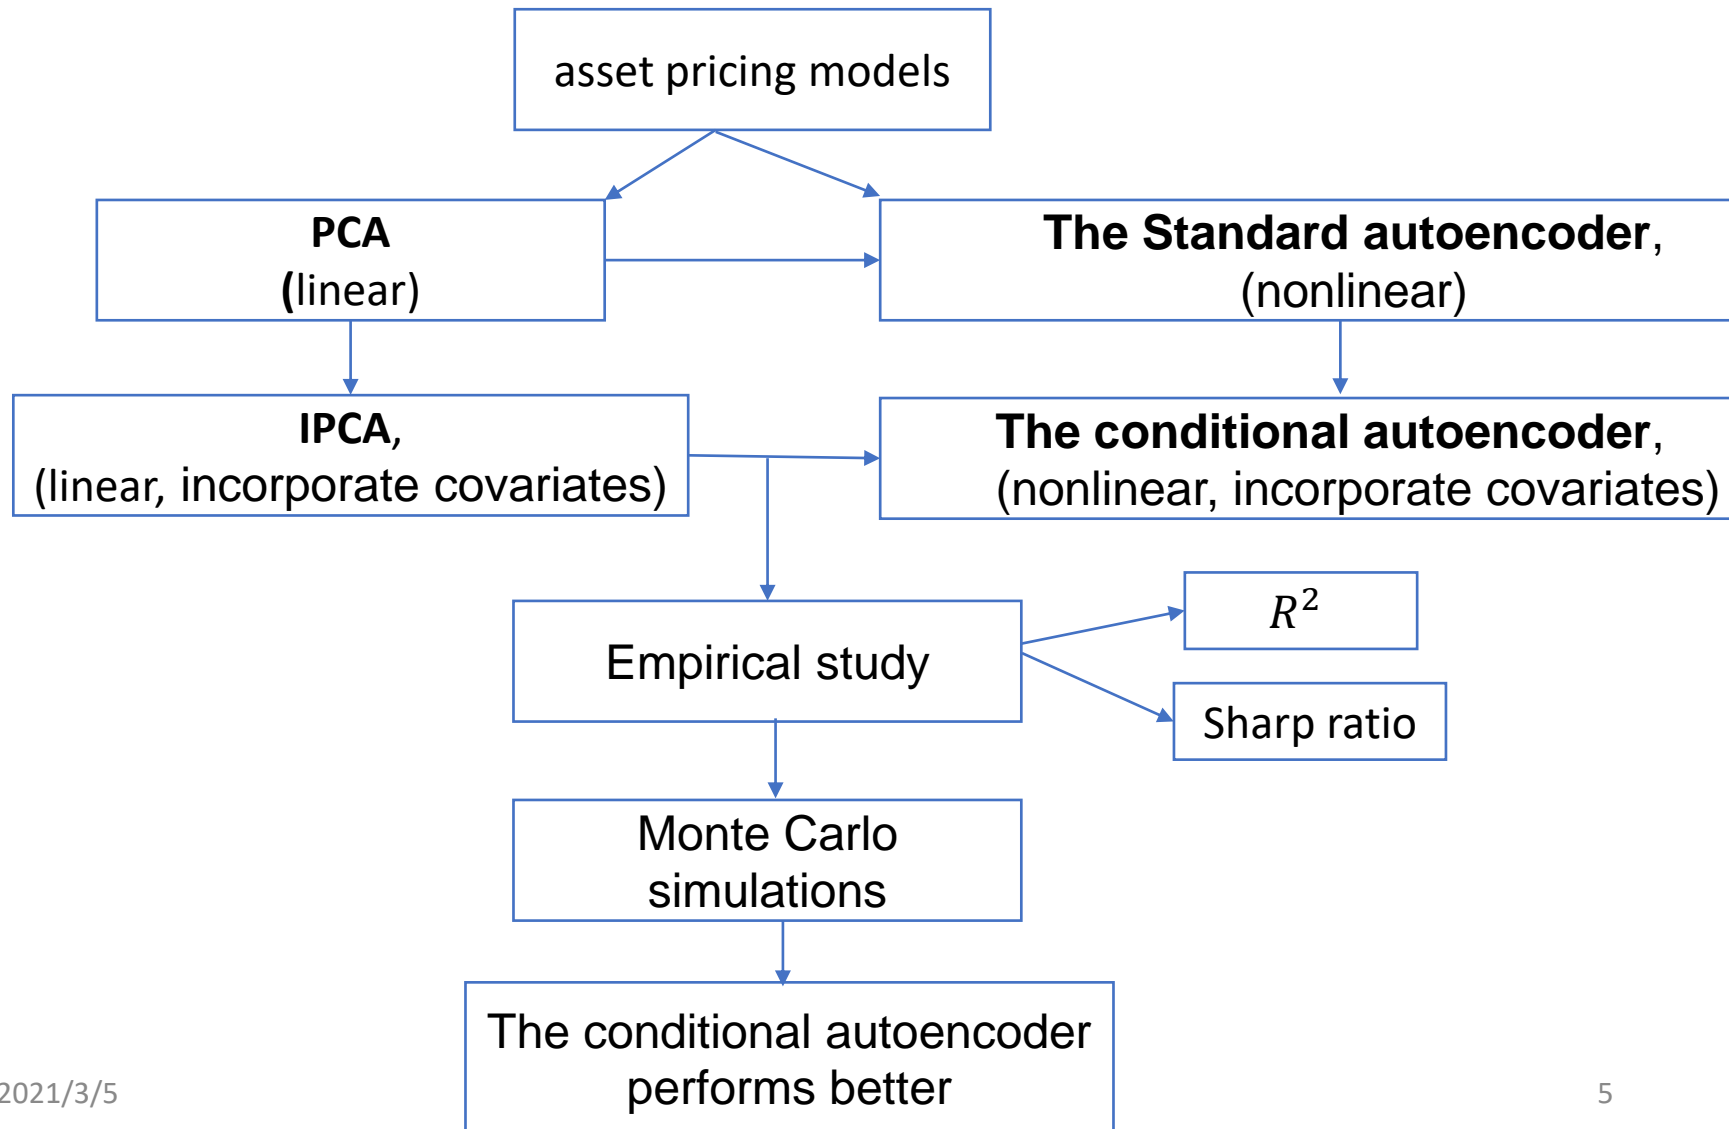 asset pricing models
PCA
(linear)
The Standard autoencoder,
(nonlinear)
IPCA,
(linear, incorporate covariates)
The conditional autoencoder,
(nonlinear, incorporate covariates)
Empirical study
R²
Sharp ratio
Monte Carlo
simulations
The conditional autoencoder
performs better
2021/3/5
5